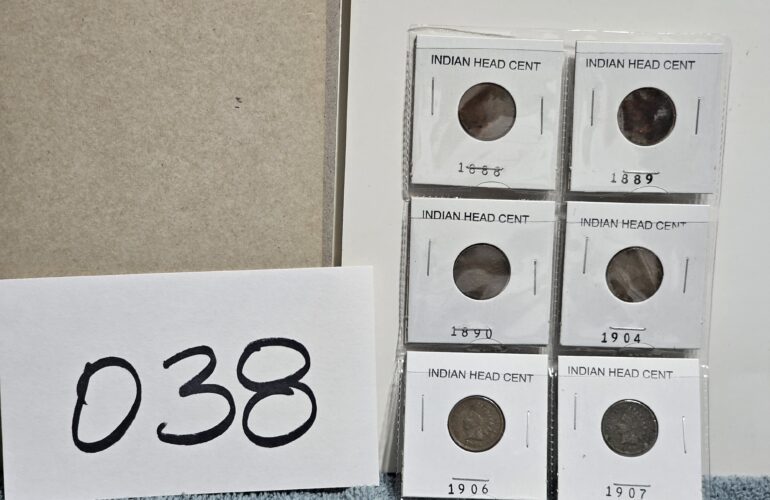 038
INDIAN HEAD CENT
1888
INDIAN HEAD CENT
1889
INDIAN HEAD CENT
1890
INDIAN HEAD CENT
1904
INDIAN HEAD CENT
1906
INDIAN HEAD CENT
1907